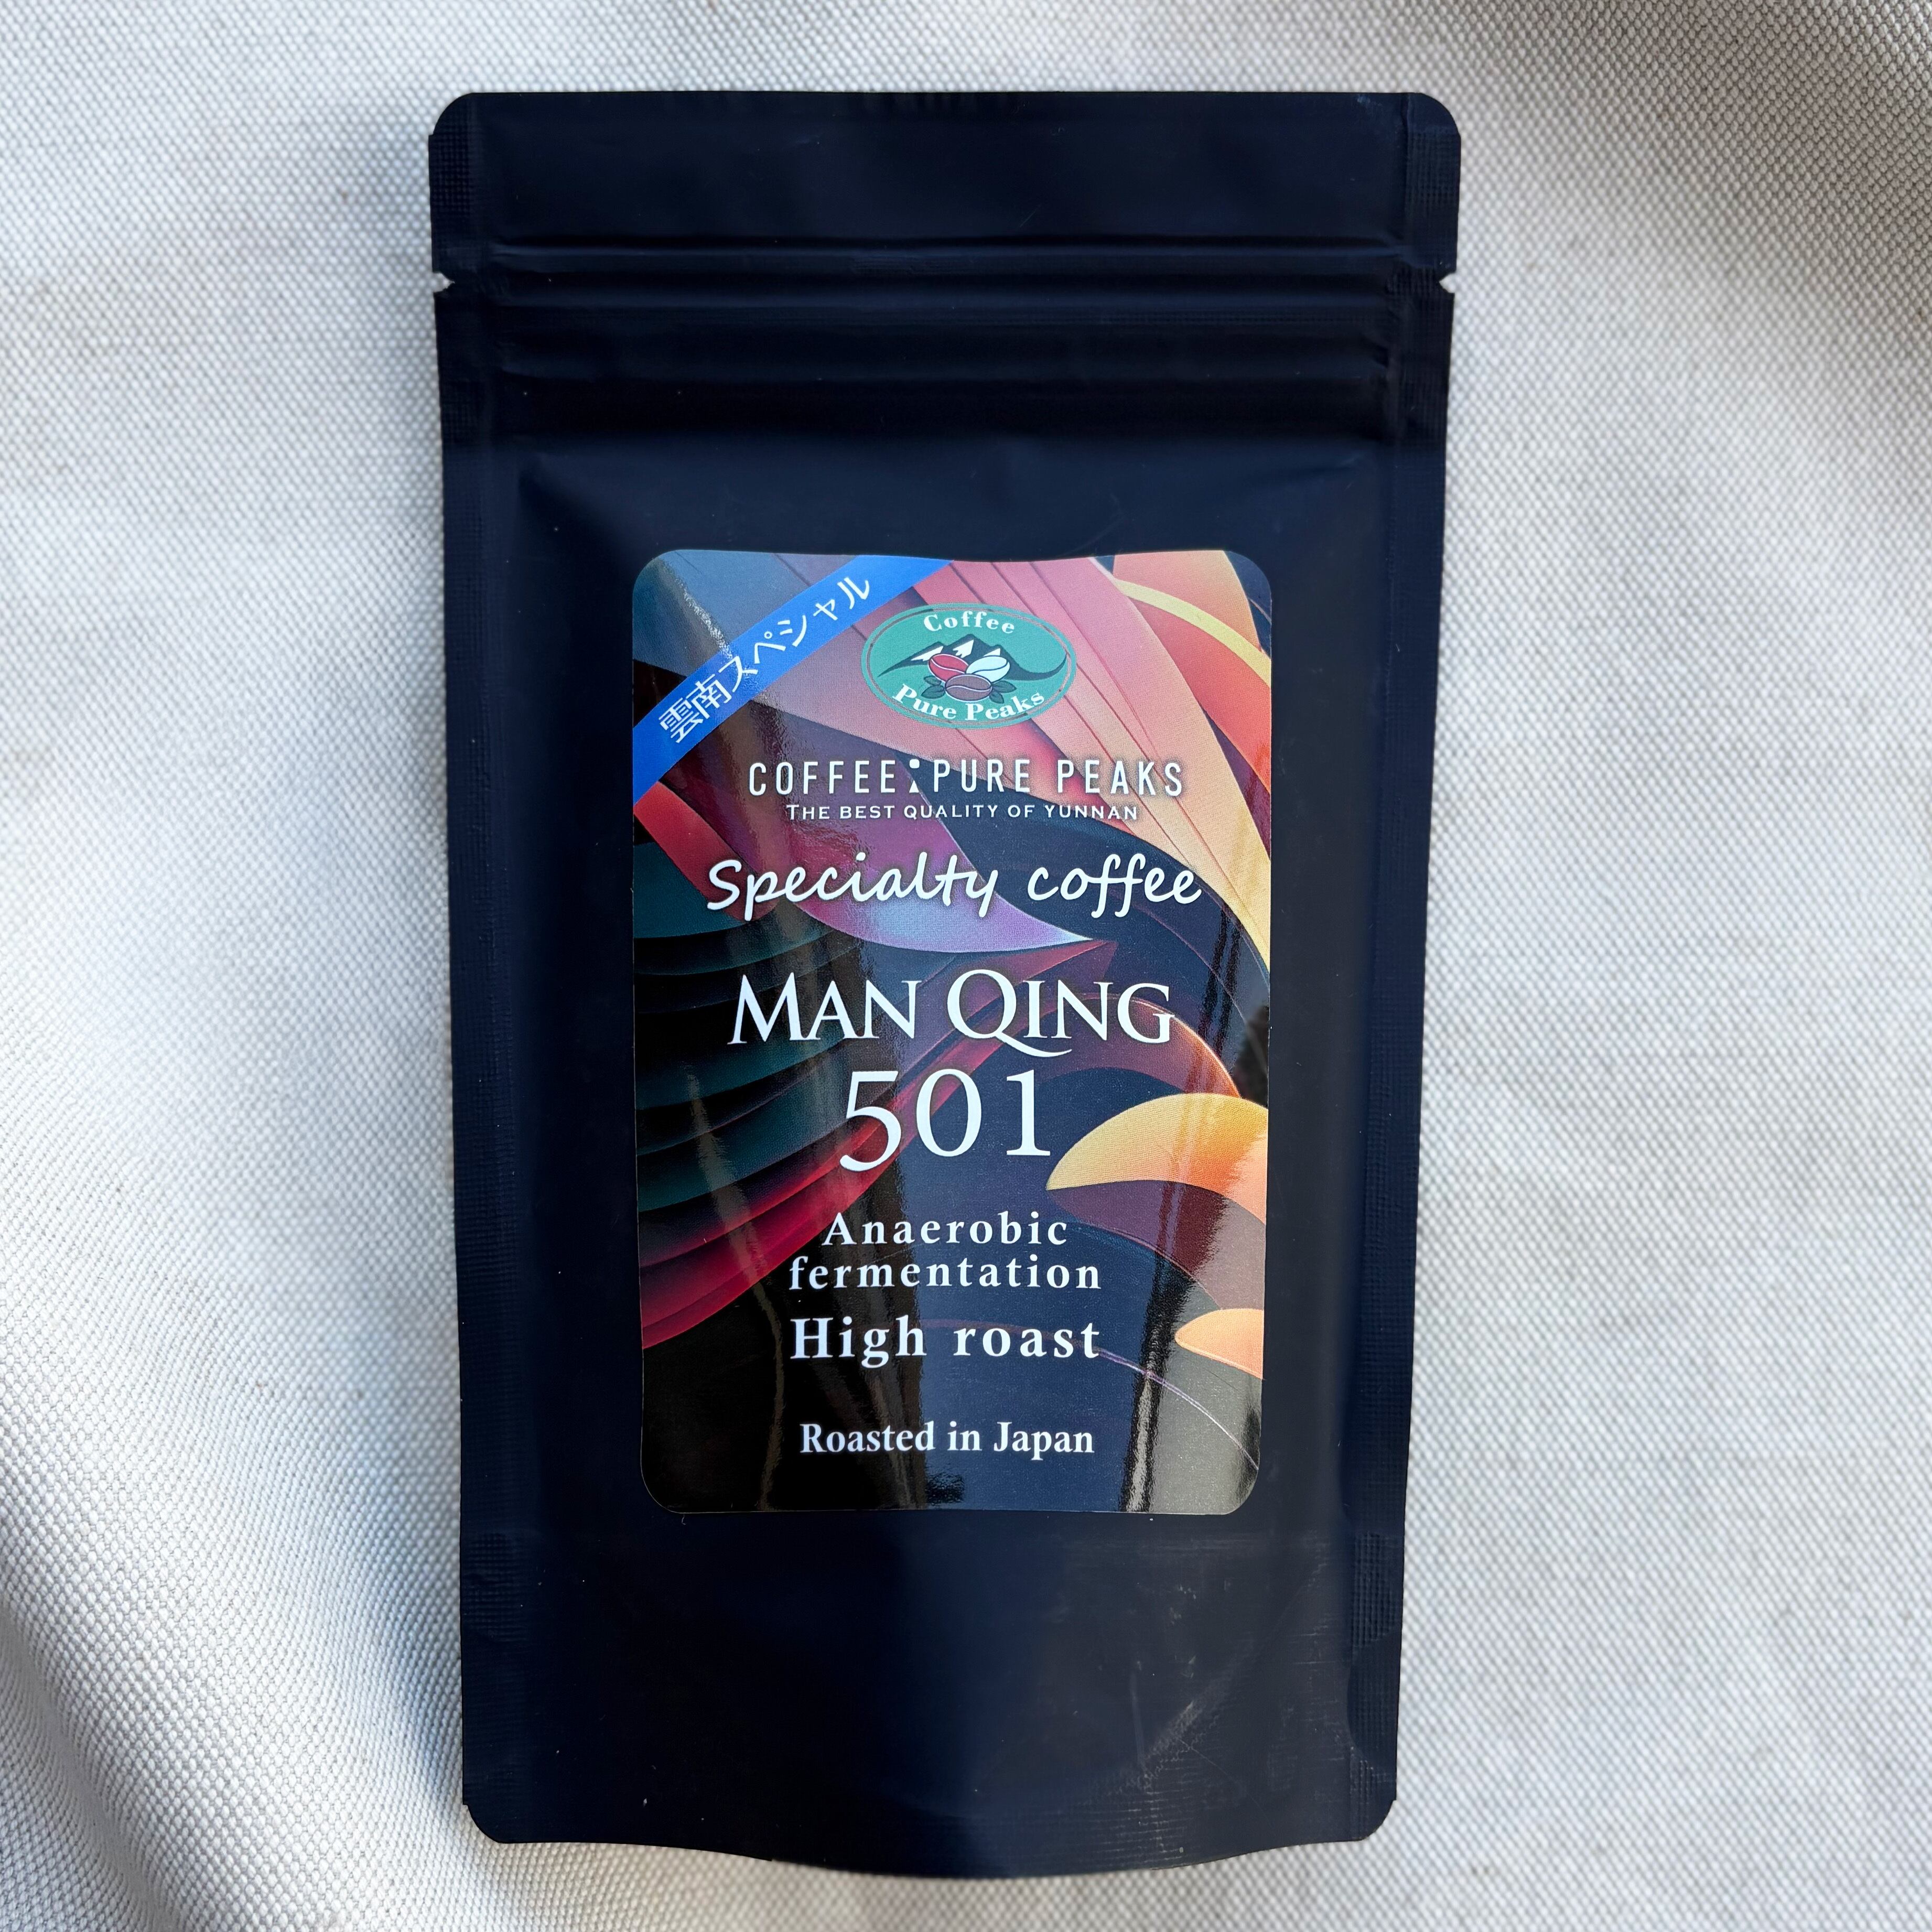 雲南スペシャル
Coffee
Pure Peaks
COFFEE:PURE PEAKS
THE BEST QUALITY OF YUNNAN
Specialty coffee
MAN QING
501
Anaerobic
fermentation
High roast
Roasted in Japan